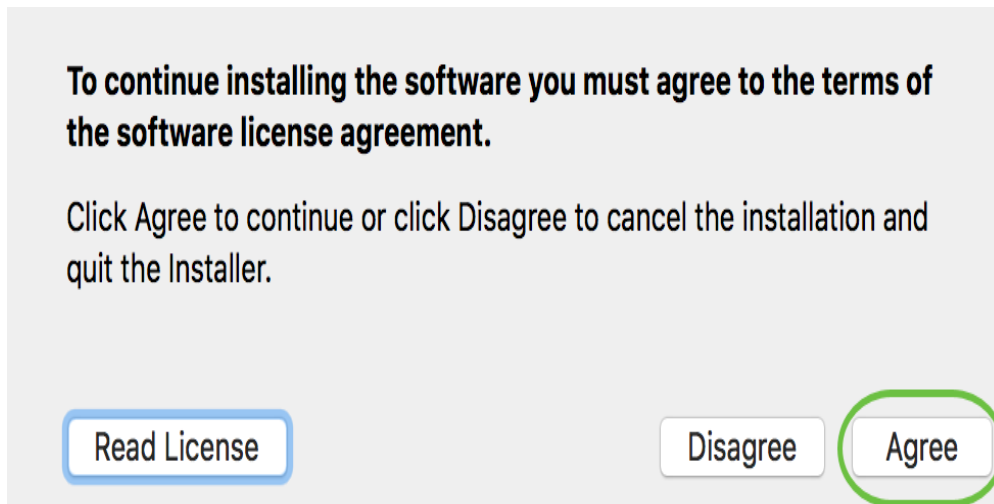 To continue installing the software you must agree to the terms of
the software license agreement.
Click Agree to continue or click Disagree to cancel the installation and
quit the Installer.
Read License
Disagree
Agree